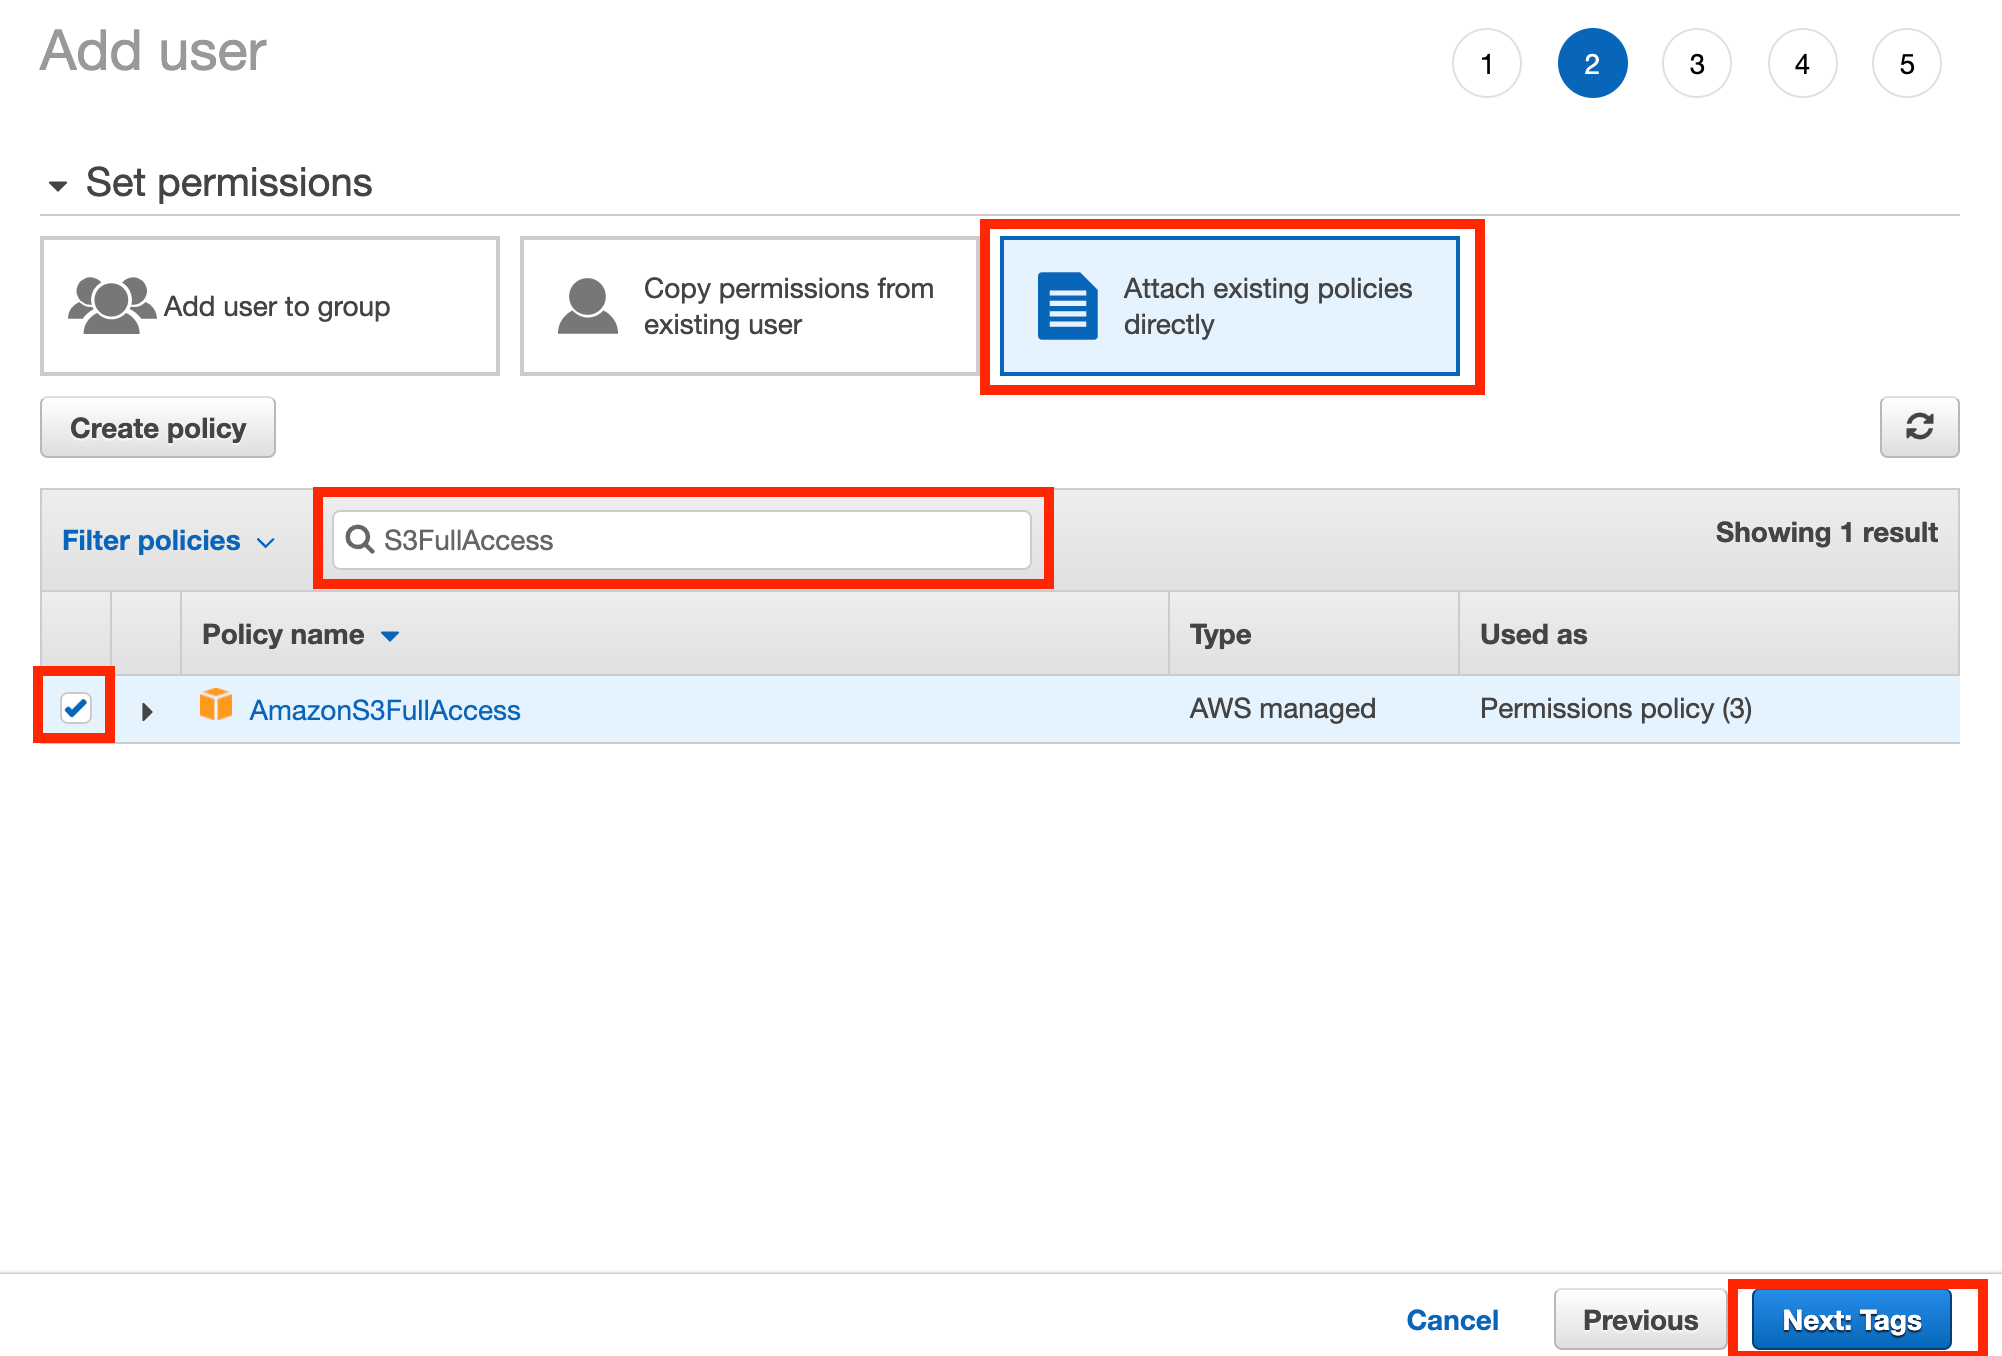 Add user
1 2 3 4 5
Set permissions
Add user to group
Copy permissions from
existing user
Attach existing policies
directly
Create policy
Filter policies
S3FullAccess
Showing 1 result
Policy name Type Used as
AmazonS3FullAccess AWS managed Permissions policy (3)
Cancel Previous Next: Tags